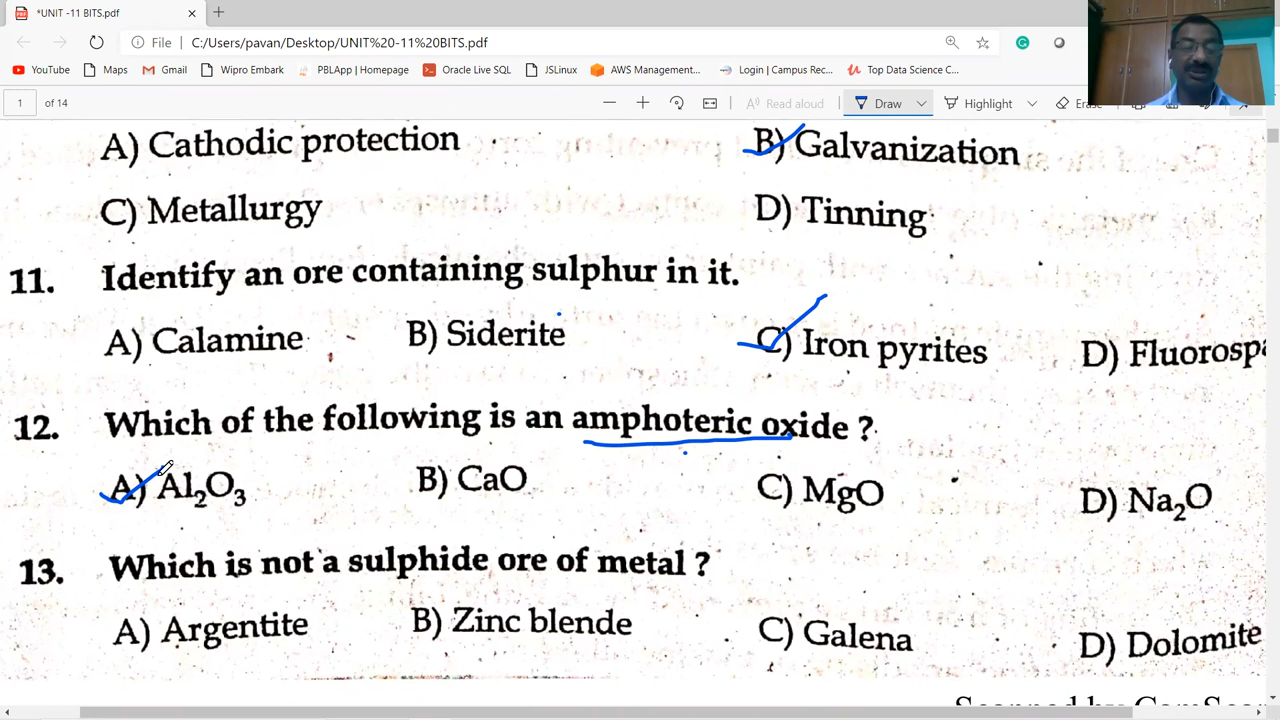 *UNIT -11 BITS.pdf
File C:/Users/pavan/Desktop/UNIT%20-11%20BITS.pdf
YouTube Maps Gmail Wipro Embark PBLApp | Homepage Oracle Live SQL JSLinux AWS Management... Login | Campus Rec... Top Data Science C...
1 of 14 Read aloud Draw Highlight Erase
A) Cathodic protection B) Galvanization
C) Metallurgy D) Tinning
11. Identify an ore containing sulphur in it.
A) Calamine B) Siderite C) Iron pyrites D) Fluorospa
12. Which of the following is an amphoteric oxide ?
A) Al₂O₃ B) CaO C) MgO D) Na₂O
13. Which is not a sulphide ore of metal ?
A) Argentite B) Zinc blende C) Galena D) Dolomite